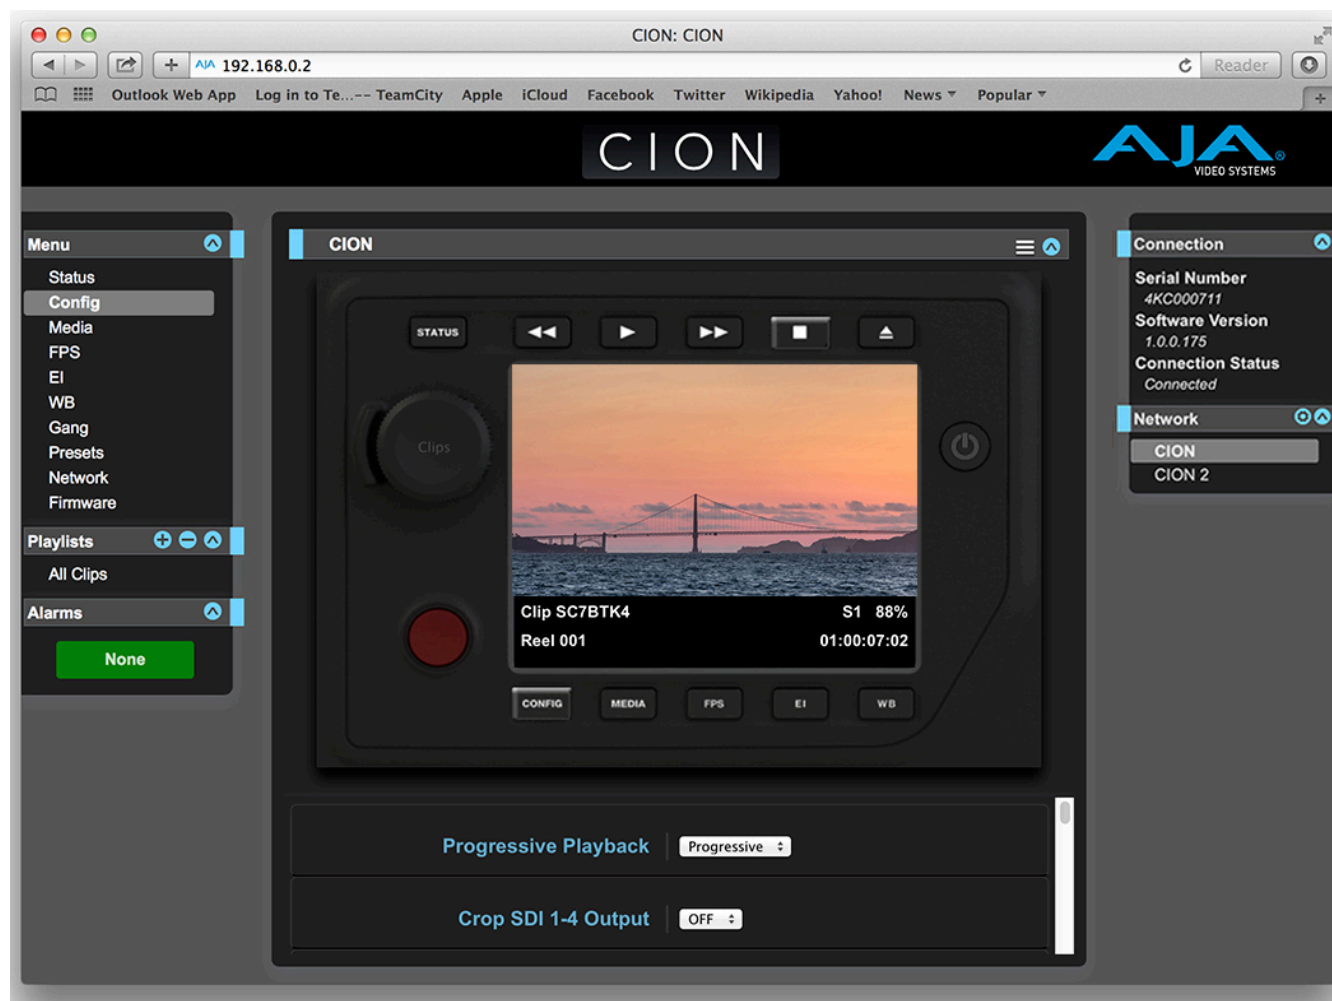 CION: CION
AJA 192.168.0.2
Reader
Outlook Web App Log in to Te...-- TeamCity Apple iCloud Facebook Twitter Wikipedia Yahoo! News Popular
CION
AJA®
VIDEO SYSTEMS
Menu
Status
Config
Media
FPS
EI
WB
Gang
Presets
Network
Firmware
Playlists
All Clips
Alarms
None
CION
STATUS
Clips
Clip SC7BTK4 S1 88%
Reel 001 01:00:07:02
CONFIG MEDIA FPS EI WB
Progressive Playback Progressive
Crop SDI 1-4 Output OFF
Connection
Serial Number
4KC000711
Software Version
1.0.0.175
Connection Status
Connected
Network
CION
CION 2